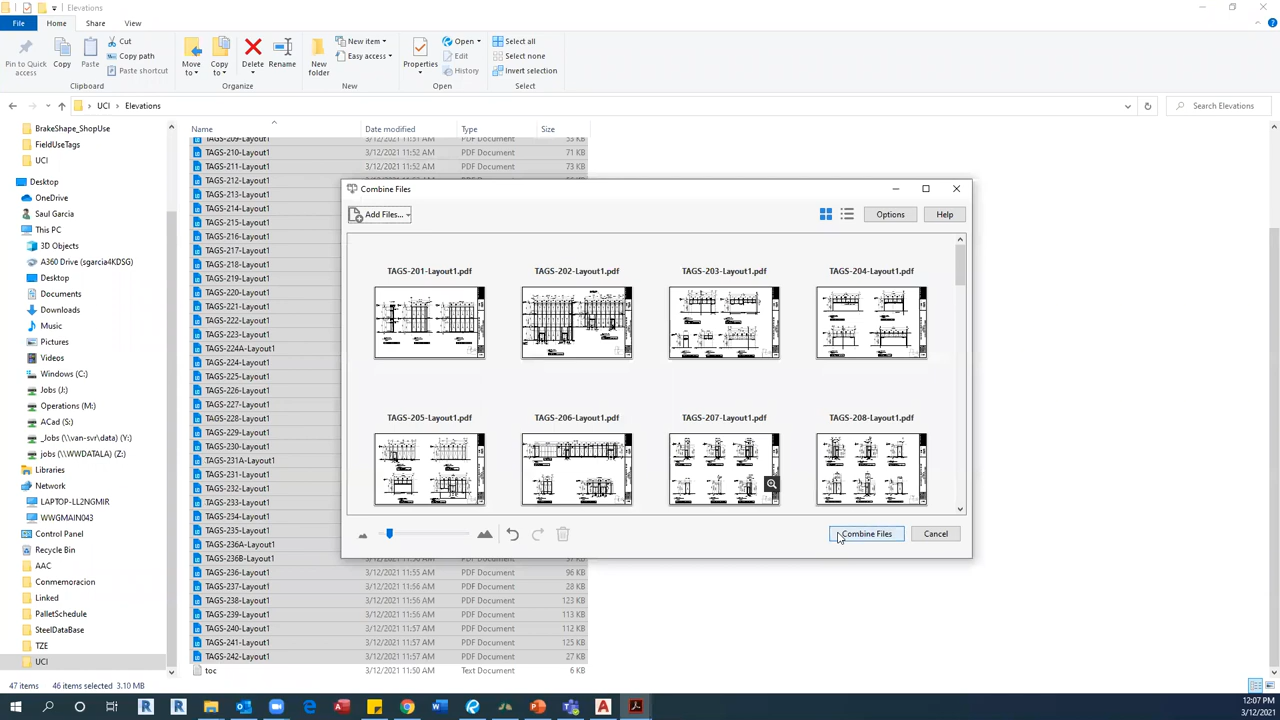 Elevations
File
Home
Share
View
Pin to Quick access
Copy
Paste
Cut
Copy path
Paste shortcut
Clipboard
Move to
Copy to
Delete
Rename
Organize
New folder
New item
Easy access
New
Properties
Open
Edit
History
Open
Select all
Select none
Invert selection
Select
UCI > Elevations
Search Elevations
BrakeShape_ShopUse
FieldUseTags
UCI
Desktop
OneDrive
Saul Garcia
This PC
3D Objects
A360 Drive (sgarcia4KDSG)
Desktop
Documents
Downloads
Music
Pictures
Videos
Windows (C:)
Jobs (J:)
Operations (M:)
ACad (S:)
_Jobs (\\van-svr\data) (Y:)
jobs (\\WWDATALA) (Z:)
Libraries
Network
LAPTOP-LL2NGMIR
WWGMAIN043
Control Panel
Recycle Bin
AAC
Conmemoracion
Linked
PalletSchedule
SteelDataBase
TZE
UCI
Name Date modified Type Size
TAGS-209-Layout1 3/12/2021 11:51 AM PDF Document 53 KB
TAGS-210-Layout1 3/12/2021 11:52 AM PDF Document 71 KB
TAGS-211-Layout1 3/12/2021 11:52 AM PDF Document 73 KB
TAGS-212-Layout1
TAGS-213-Layout1
TAGS-214-Layout1
TAGS-215-Layout1
TAGS-216-Layout1
TAGS-217-Layout1
TAGS-218-Layout1
TAGS-219-Layout1
TAGS-220-Layout1
TAGS-221-Layout1
TAGS-222-Layout1
TAGS-223-Layout1
TAGS-224A-Layout1
TAGS-224-Layout1
TAGS-225-Layout1
TAGS-226-Layout1
TAGS-227-Layout1
TAGS-228-Layout1
TAGS-229-Layout1
TAGS-230-Layout1
TAGS-231A-Layout1
TAGS-231-Layout1
TAGS-232-Layout1
TAGS-233-Layout1
TAGS-234-Layout1
TAGS-235-Layout1
TAGS-236A-Layout1
TAGS-236B-Layout1
TAGS-236-Layout1 3/12/2021 11:56 AM PDF Document 96 KB
TAGS-237-Layout1 3/12/2021 11:56 AM PDF Document 28 KB
TAGS-238-Layout1 3/12/2021 11:56 AM PDF Document 123 KB
TAGS-239-Layout1 3/12/2021 11:56 AM PDF Document 113 KB
TAGS-240-Layout1 3/12/2021 11:57 AM PDF Document 112 KB
TAGS-241-Layout1 3/12/2021 11:57 AM PDF Document 125 KB
TAGS-242-Layout1 3/12/2021 11:57 AM PDF Document 27 KB
toc 3/12/2021 11:50 AM Text Document 6 KB
Combine Files
Add Files...
Options
Help
TAGS-201-Layout1.pdf
TAGS-202-Layout1.pdf
TAGS-203-Layout1.pdf
TAGS-204-Layout1.pdf
TAGS-205-Layout1.pdf
TAGS-206-Layout1.pdf
TAGS-207-Layout1.pdf
TAGS-208-Layout1.pdf
Combine Files
Cancel
47 items 46 items selected 3.10 MB
12:07 PM
3/12/2021